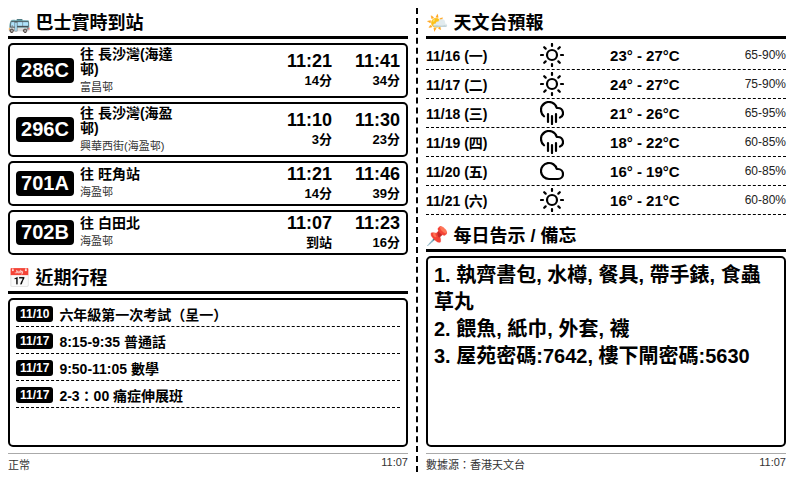 巴士實時到站
286C 往 長沙灣(海達邨) 富昌邨 11:21 14分 11:41 34分
296C 往 長沙灣(海盈邨) 興華西街(海盈邨) 11:10 3分 11:30 23分
701A 往 旺角站 海盈邨 11:21 14分 11:46 39分
702B 往 白田北 海盈邨 11:07 到站 11:23 16分
近期行程
11/10 六年級第一次考試（呈一）
11/17 8:15-9:35 普通話
11/17 9:50-11:05 數學
11/17 2-3：00 痛症伸展班
正常 11:07
天文台預報
11/16 (一) 23° - 27°C 65-90%
11/17 (二) 24° - 27°C 75-90%
11/18 (三) 21° - 26°C 65-95%
11/19 (四) 18° - 22°C 60-85%
11/20 (五) 16° - 19°C 60-85%
11/21 (六) 16° - 21°C 60-80%
每日告示 / 備忘
1. 執齊書包, 水樽, 餐具, 帶手錶, 食蟲
草丸
2. 餵魚, 紙巾, 外套, 襪
3. 屋苑密碼:7642, 樓下閘密碼:5630
數據源：香港天文台 11:07